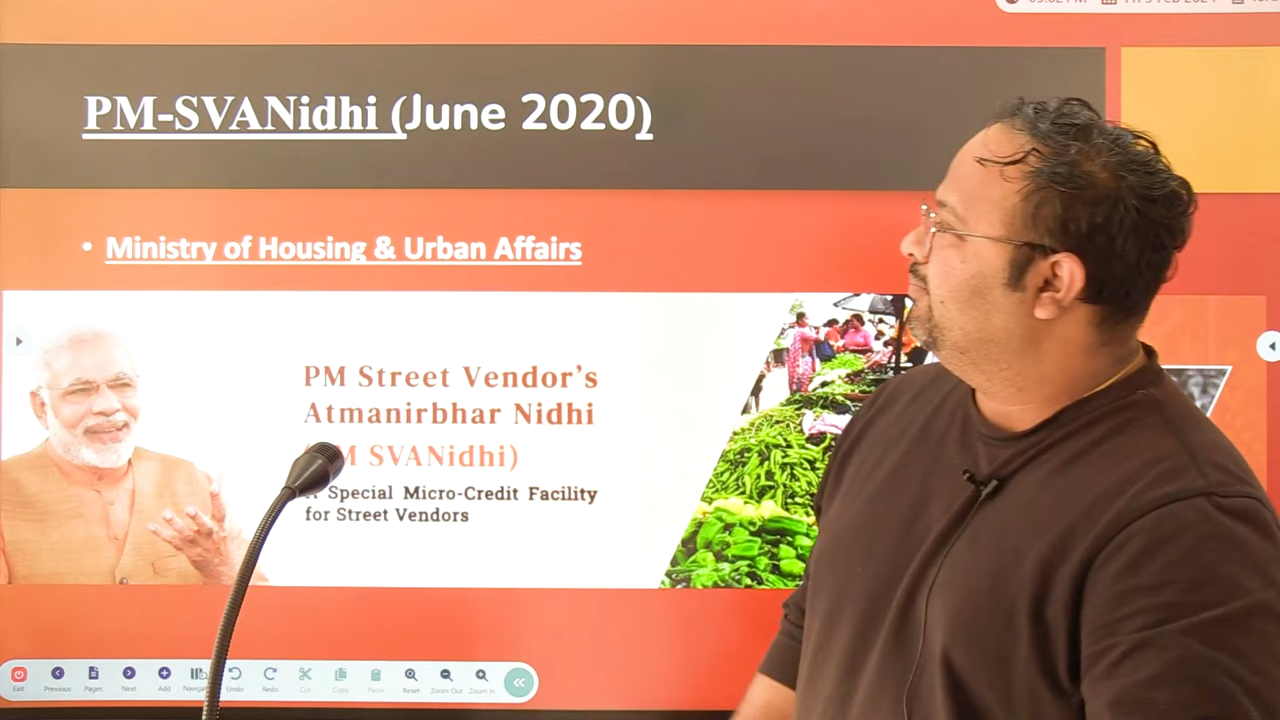 PM-SVANidhi (June 2020)
• Ministry of Housing & Urban Affairs
PM Street Vendor's
Atmanirbhar Nidhi
SVANidhi)
Special Micro-Credit Facility
for Street Vendors
Exit Previous Pages Next Add Undo Redo Cut Copy Paste Reset Zoom Out Zoom In